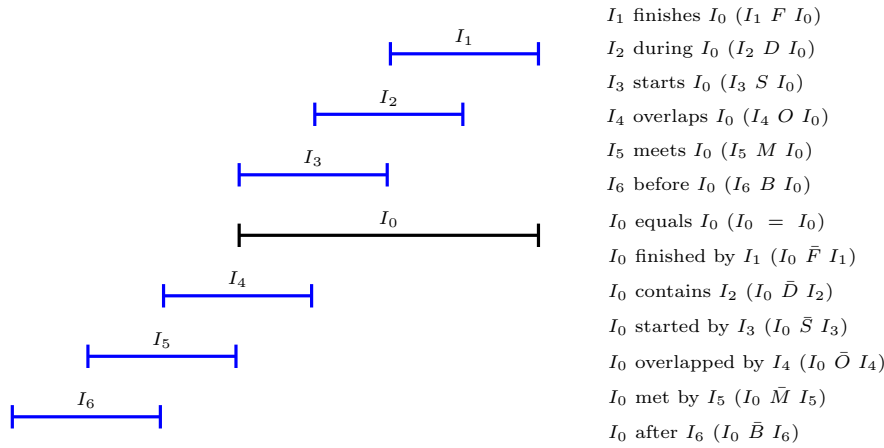 I₁
I₂
I₃
I₀
I₄
I₅
I₆
I₁ finishes I₀ (I₁ F I₀)
I₂ during I₀ (I₂ D I₀)
I₃ starts I₀ (I₃ S I₀)
I₄ overlaps I₀ (I₄ O I₀)
I₅ meets I₀ (I₅ M I₀)
I₆ before I₀ (I₆ B I₀)
I₀ equals I₀ (I₀ = I₀)
I₀ finished by I₁ (I₀ F̄ I₁)
I₀ contains I₂ (I₀ D̄ I₂)
I₀ started by I₃ (I₀ S̄ I₃)
I₀ overlapped by I₄ (I₀ Ō I₄)
I₀ met by I₅ (I₀ M̄ I₅)
I₀ after I₆ (I₀ B̄ I₆)